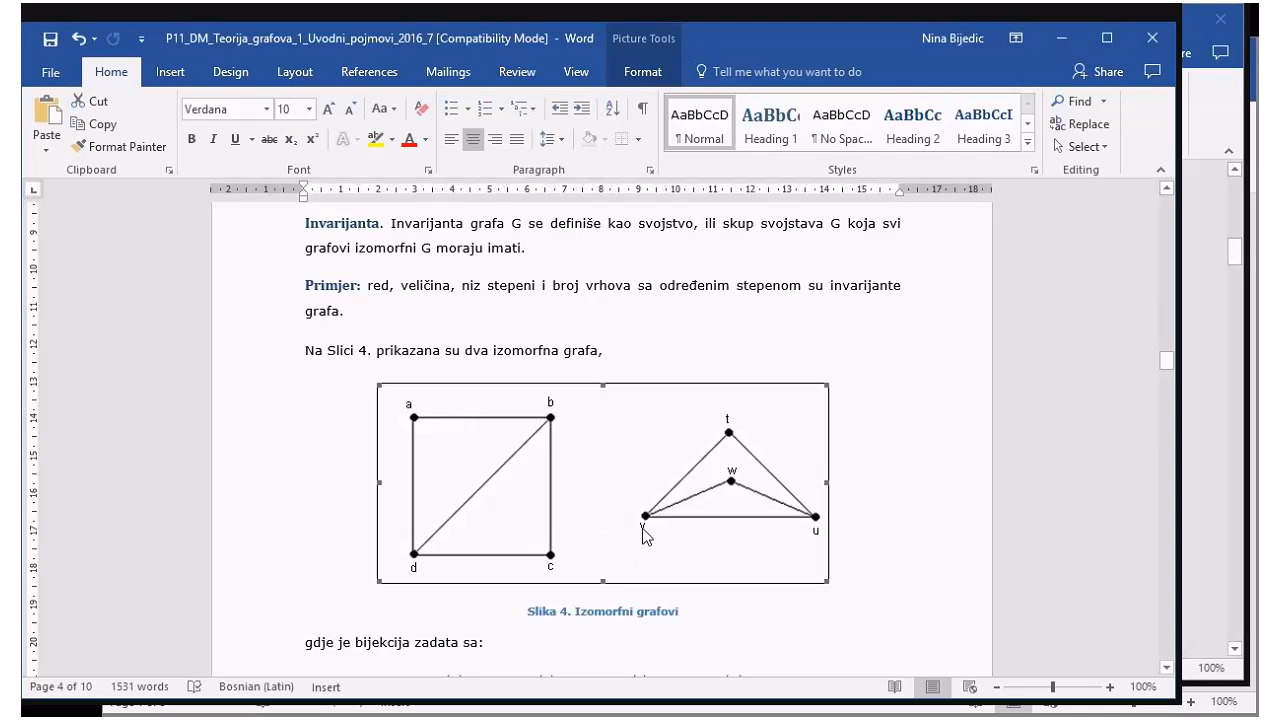 P11_DM_Teorija_grafova_1_Uvodni_pojmovi_2016_7 [Compatibility Mode] - Word
Picture Tools
Nina Bijedic
File Home Insert Design Layout References Mailings Review View Format Tell me what you want to do Share
Paste
Cut
Copy
Format Painter
Clipboard
Verdana 10
Font
Paragraph
AaBbCcD AaBbCc AaBbCcD AaBbCc AaBbCcI
¶ Normal Heading 1 ¶ No Spac... Heading 2 Heading 3
Styles
Find
Replace
Select
Editing
Invarijanta. Invarijanta grafa G se definiše kao svojstvo, ili skup svojstava G koja svi
grafovi izomorfni G moraju imati.
Primjer: red, veličina, niz stepeni i broj vrhova sa određenim stepenom su invarijante
grafa.
Na Slici 4. prikazana su dva izomorfna grafa,
a b
d c
t
w
v u
Slika 4. Izomorfni grafovi
gdje je bijekcija zadata sa:
Page 4 of 10 1531 words Bosnian (Latin) Insert 100%
100%
100%